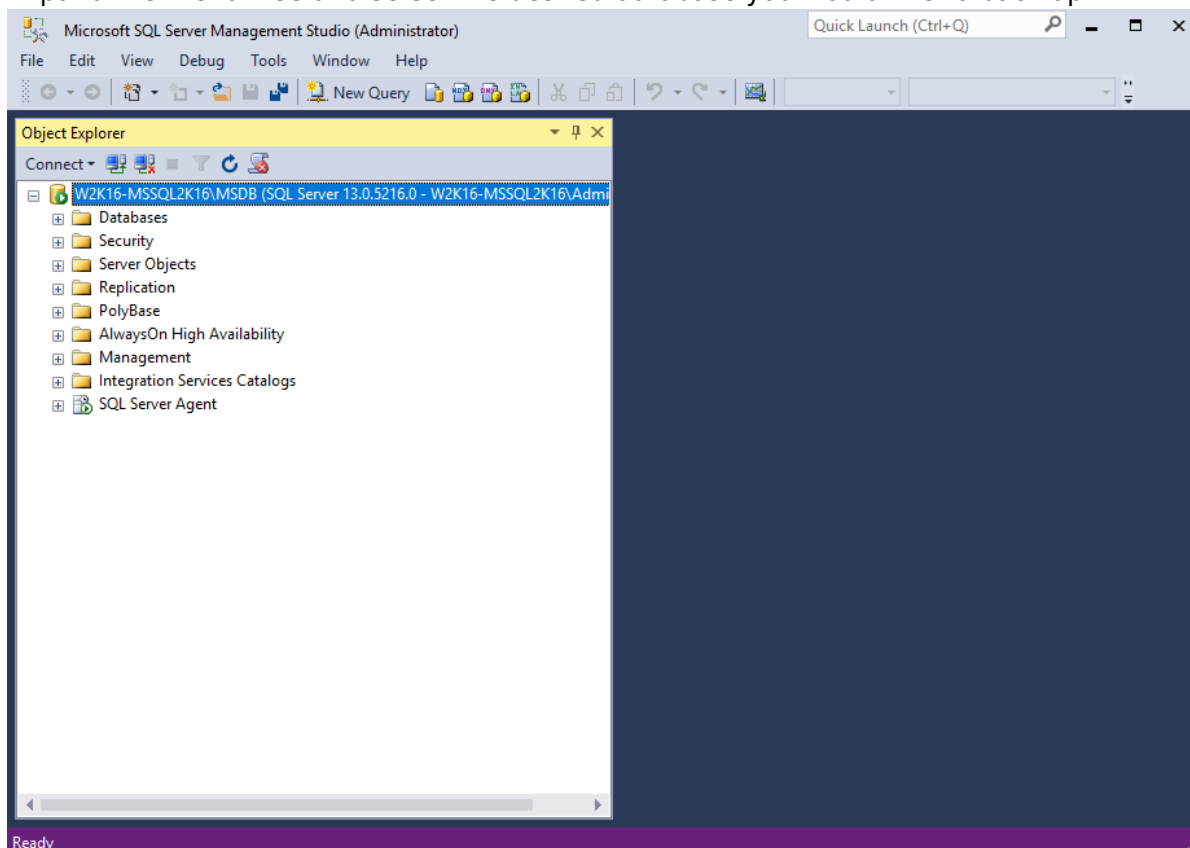 Microsoft SQL Server Management Studio (Administrator)
Quick Launch (Ctrl+Q)
File Edit View Debug Tools Window Help
New Query
Object Explorer
Connect
W2K16-MSSQL2K16\MSDB (SQL Server 13.0.5216.0 - W2K16-MSSQL2K16\Admi
Databases
Security
Server Objects
Replication
PolyBase
AlwaysOn High Availability
Management
Integration Services Catalogs
SQL Server Agent
Ready